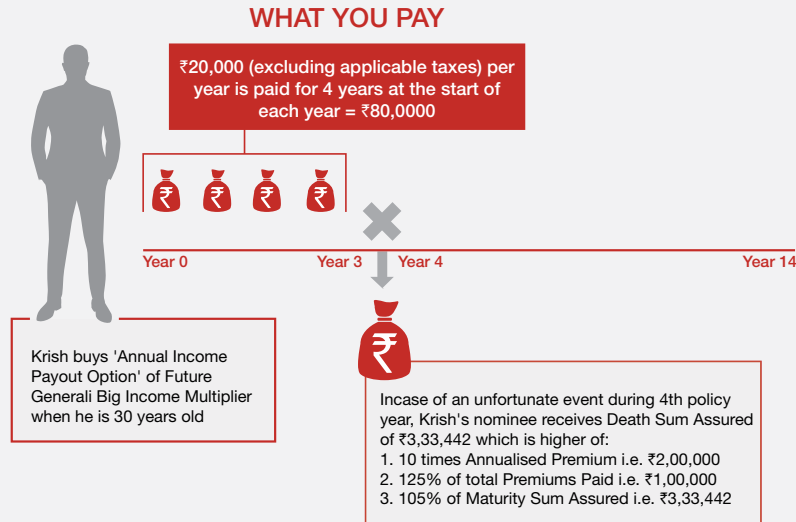 WHAT YOU PAY
₹20,000 (excluding applicable taxes) per
year is paid for 4 years at the start of
each year = ₹80,0000
₹ ₹ ₹ ₹
Year 0 Year 3 Year 4 Year 14
₹
Krish buys 'Annual Income
Payout Option' of Future
Generali Big Income Multiplier
when he is 30 years old
Incase of an unfortunate event during 4th policy
year, Krish's nominee receives Death Sum Assured
of ₹3,33,442 which is higher of:
1. 10 times Annualised Premium i.e. ₹2,00,000
2. 125% of total Premiums Paid i.e. ₹1,00,000
3. 105% of Maturity Sum Assured i.e. ₹3,33,442